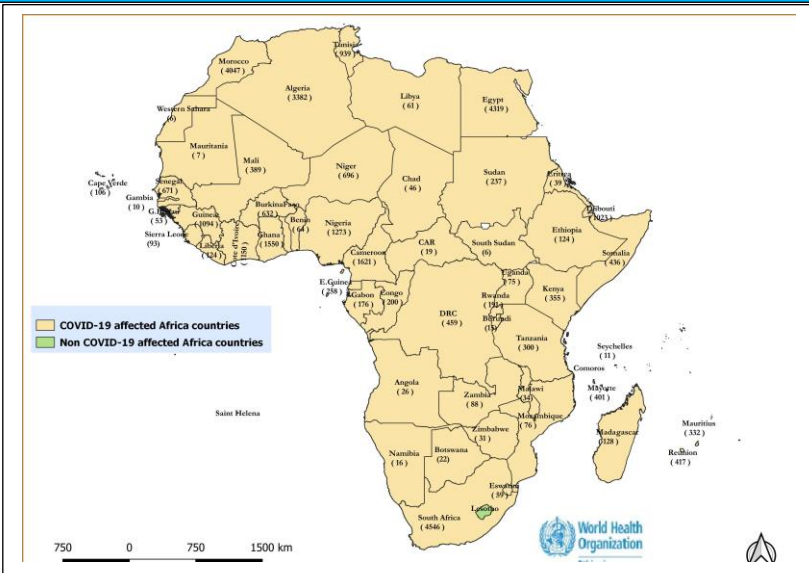 Tunisia
( 939)
Morocco
( 4047)
Algeria
( 3382)
Libya
( 61)
Egypt
( 4319)
Western Sahara
(6)
Mauritania
( 7 )
Mali
( 389)
Niger
( 696)
Chad
( 46)
Sudan
( 237)
Eritrea
( 39 )
Cape Verde
( 106 )
Senegal
( 671)
Gambia
( 10 )
( 53 )
Guinea
( 1094 )
Sierra Leone
(93)
Liberia
( 124 )
Cote d'Ivoire
( 1150 )
BurkinaFaso
( 632 )
Ghana
( 1550)
Benin
( 64 )
Nigeria
( 1273)
Cameroon
( 1621)
CAR
( 19 )
South Sudan
(6)
Ethiopia
( 124 )
Djibouti
( 1023 )
Somalia
( 436 )
E.Guinea
( 258 )
Gabon
( 176 )
Congo
( 200 )
DRC
( 459 )
Uganda
( 75 )
Rwanda
( 191 )
Burundi
(15)
Kenya
( 355 )
Tanzania
( 300 )
Seychelles
( 11 )
Comoros
Mayotte
( 401 )
COVID-19 affected Africa countries
Non COVID-19 affected Africa countries
Saint Helena
Angola
( 26 )
Zambia
( 88 )
Malawi
(34)
Mozambique
( 76 )
Zimbabwe
( 31 )
Madagascar
( 128 )
Mauritius
( 332 )
Reunion
( 417 )
Namibia
( 16 )
Botswana
(22)
Eswatini
( 59 )
Lesotho
South Africa
( 4546 )
World Health
Organization
750 0 750 1500 km